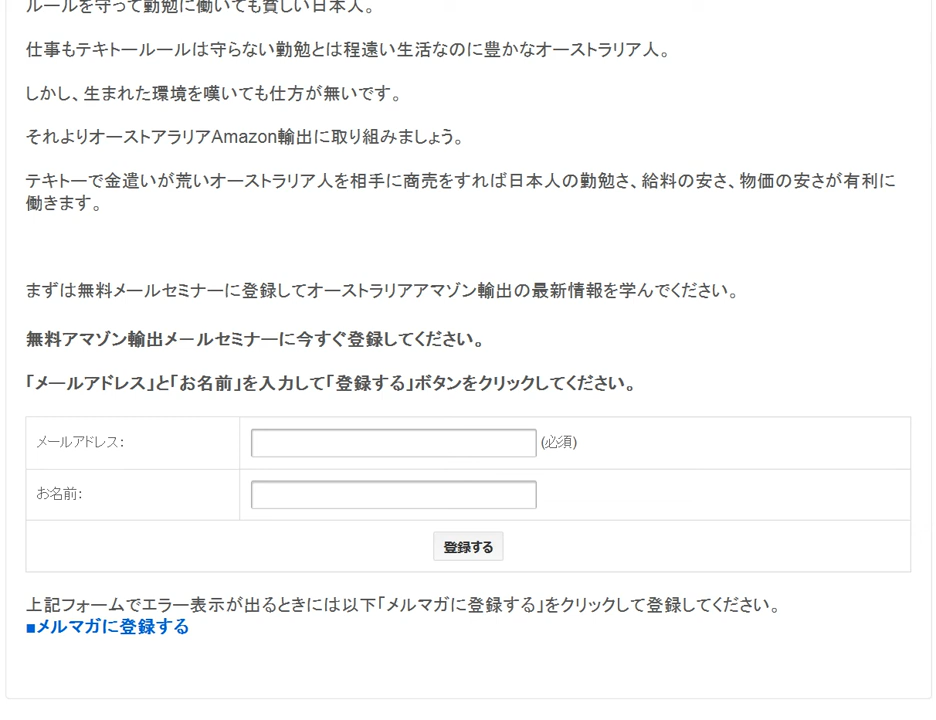 ルールを守って勤勉に働いても貧しい日本人。
仕事もテキトールールは守らない勤勉とは程遠い生活なのに豊かなオーストラリア人。
しかし、生まれた環境を嘆いても仕方が無いです。
それよりオーストアラリアAmazon輸出に取り組みましょう。
テキトーで金遣いが荒いオーストラリア人を相手に商売をすれば日本人の勤勉さ、給料の安さ、物価の安さが有利に
働きます。
まずは無料メールセミナーに登録してオーストラリアアマゾン輸出の最新情報を学んでください。
無料アマゾン輸出メールセミナーに今すぐ登録してください。
「メールアドレス」と「お名前」を入力して「登録する」ボタンをクリックしてください。
メールアドレス: (必須)
お名前:
登録する
上記フォームでエラー表示が出るときには以下「メルマガに登録する」をクリックして登録してください。
■メルマガに登録する